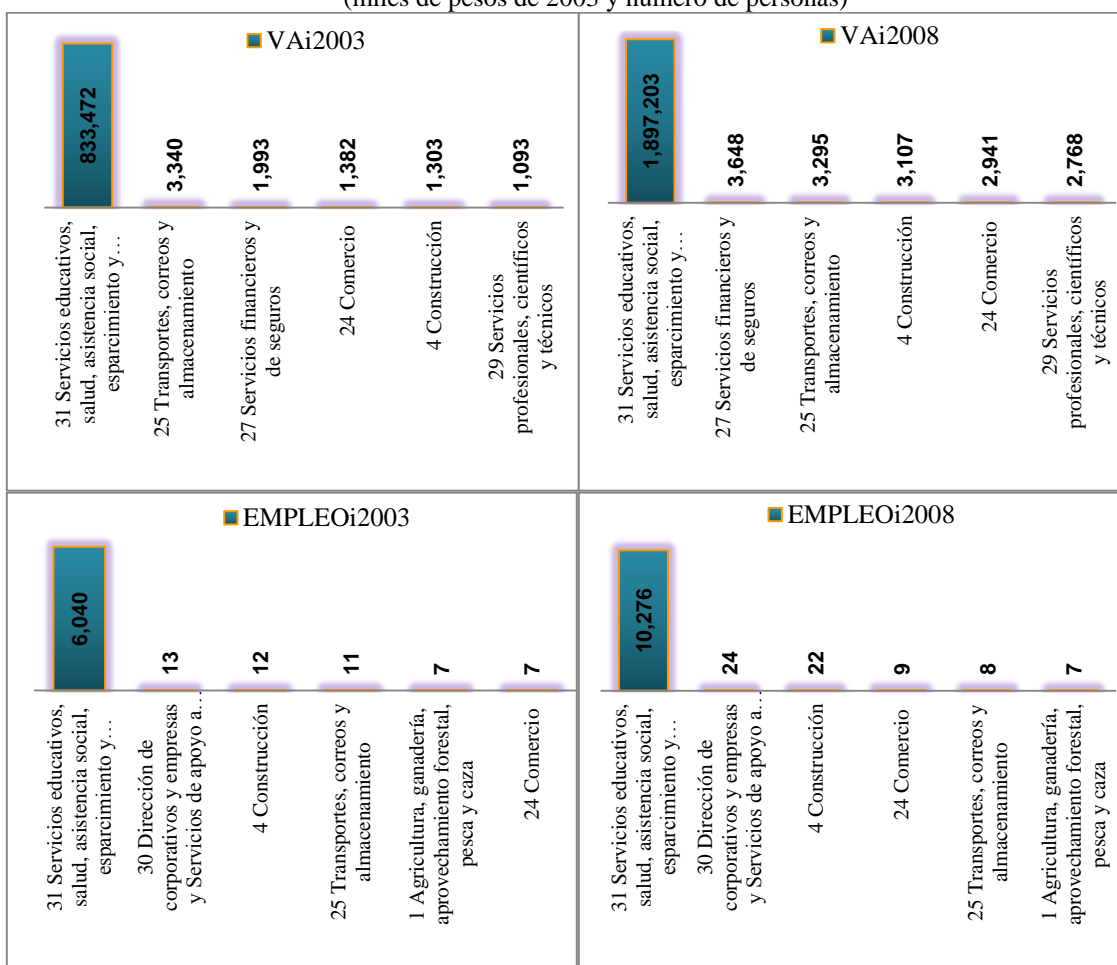 (miles de pesos de 2003 y número de personas)
VAi2003
833,472
3,340
1,993
1,382
1,303
1,093
31 Servicios educativos,
salud, asistencia social,
esparcimiento y…
25 Transportes, correos y
almacenamiento
27 Servicios financieros y
de seguros
24 Comercio
4 Construcción
29 Servicios
profesionales, científicos
y técnicos
VAi2008
1,897,203
3,648
3,295
3,107
2,941
2,768
31 Servicios educativos,
salud, asistencia social,
esparcimiento y…
27 Servicios financieros y
de seguros
25 Transportes, correos y
almacenamiento
4 Construcción
24 Comercio
29 Servicios
profesionales, científicos
y técnicos
EMPLEOi2003
6,040
13
12
11
7
7
31 Servicios educativos,
salud, asistencia social,
esparcimiento y…
30 Dirección de
corporativos y empresas
y Servicios de apoyo a…
4 Construcción
25 Transportes, correos y
almacenamiento
1 Agricultura, ganadería,
aprovechamiento forestal,
pesca y caza
24 Comercio
EMPLEOi2008
10,276
24
22
9
8
7
31 Servicios educativos,
salud, asistencia social,
esparcimiento y…
30 Dirección de
corporativos y empresas
y Servicios de apoyo a…
4 Construcción
24 Comercio
25 Transportes, correos y
almacenamiento
1 Agricultura, ganadería,
aprovechamiento forestal,
pesca y caza